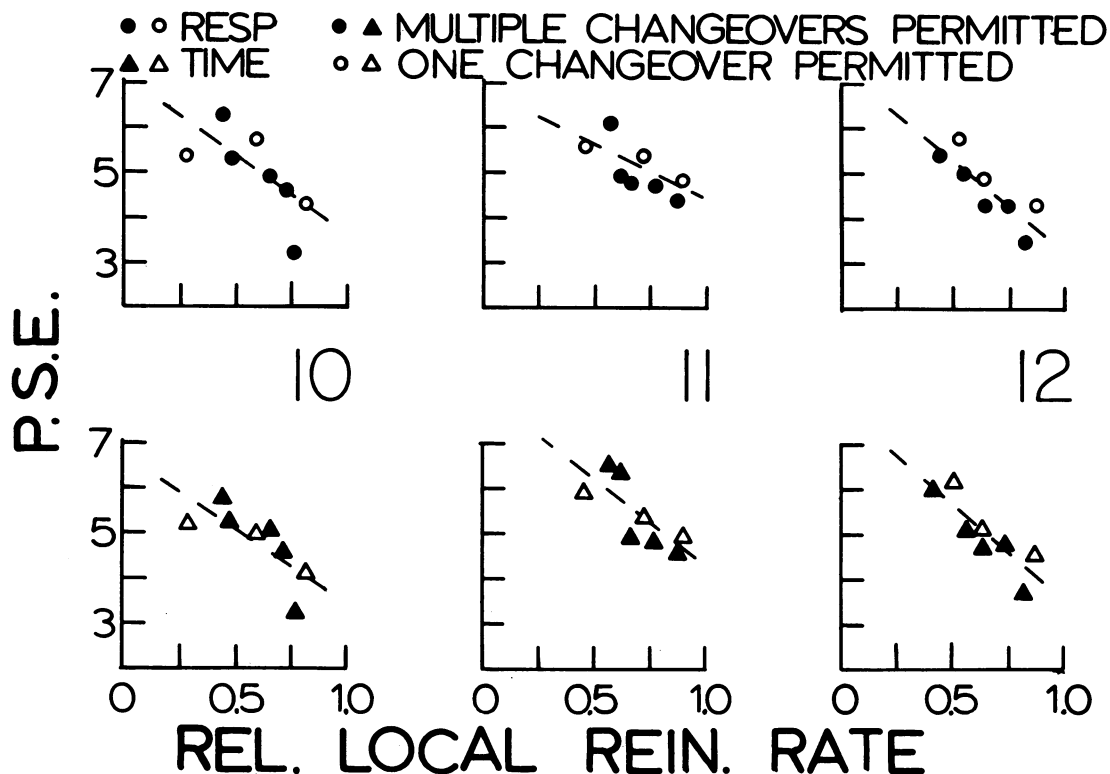 RESP MULTIPLE CHANGEOVERS PERMITTED
TIME ONE CHANGEOVER PERMITTED
7
5
3
P.S.E.
10 11 12
7
5
3
0 0.5 1.0 0 0.5 1.0 0 0.5 1.0
REL. LOCAL REIN. RATE